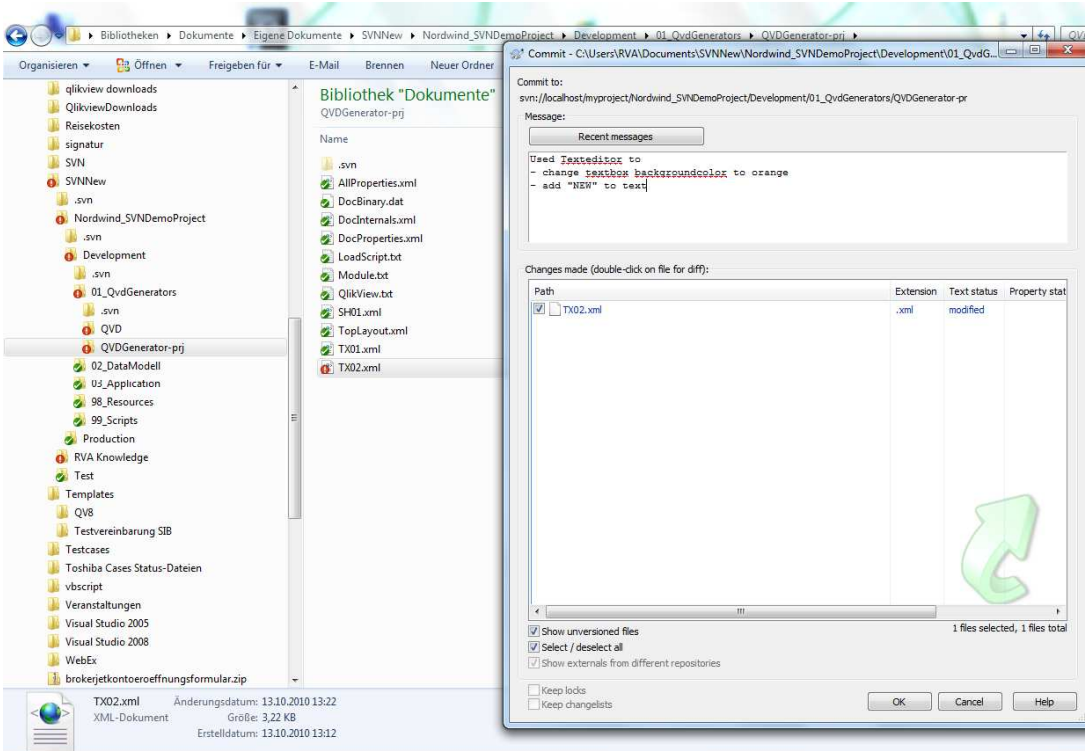 Bibliotheken ▸ Dokumente ▸ Eigene Dokumente ▸ SVNNew ▸ Nordwind_SVNDemoProject ▸ Development ▸ 01_QvdGenerators ▸ QVDGenerator-prj ▸
Organisieren ▾ Öffnen ▾ Freigeben für ▾ E-Mail Brennen Neuer Ordner
qlikview downloads
QlikviewDownloads
Reisekosten
signatur
SVN
SVNNew
.svn
Nordwind_SVNDemoProject
.svn
Development
.svn
01_QvdGenerators
.svn
QVD
QVDGenerator-prj
02_DataModell
03_Application
98_Resources
99_Scripts
Production
RVA Knowledge
Test
Templates
QV8
Testvereinbarung SIB
Testcases
Toshiba Cases Status-Dateien
vbscript
Veranstaltungen
Visual Studio 2005
Visual Studio 2008
WebEx
brokerjetkontoeroeffnungsformular.zip
Bibliothek "Dokumente"
QVDGenerator-prj
Name
.svn
AllProperties.xml
DocBinary.dat
DocInternals.xml
DocProperties.xml
LoadScript.txt
Module.txt
QlikView.txt
SH01.xml
TopLayout.xml
TX01.xml
TX02.xml
TX02.xml Änderungsdatum: 13.10.2010 13:22
XML-Dokument Größe: 3,22 KB
Erstelldatum: 13.10.2010 13:12
Commit - C:\Users\RVA\Documents\SVNNew\Nordwind_SVNDemoProject\Development\01_QvdG...
Commit to:
svn://localhost/myproject/Nordwind_SVNDemoProject/Development/01_QvdGenerators/QVDGenerator-pr
Message:
Recent messages
Used Texteditor to
- change textbox backgroundcolor to orange
- add "NEW" to text
Changes made (double-click on file for diff):
Path Extension Text status Property stat
TX02.xml .xml modified
1 files selected, 1 files total
Show unversioned files
Select / deselect all
Show externals from different repositories
Keep locks
Keep changelists
OK Cancel Help